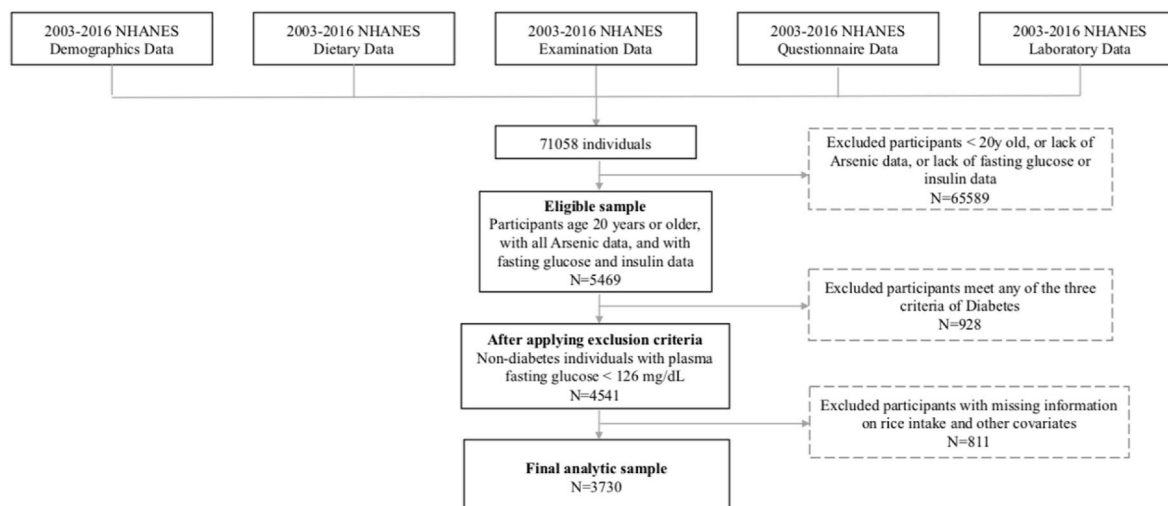 2003-2016 NHANES
Demographics Data
2003-2016 NHANES
Dietary Data
2003-2016 NHANES
Examination Data
2003-2016 NHANES
Questionnaire Data
2003-2016 NHANES
Laboratory Data
71058 individuals
Excluded participants < 20y old, or lack of
Arsenic data, or lack of fasting glucose or
insulin data
N=65589
Eligible sample
Participants age 20 years or older,
with all Arsenic data, and with
fasting glucose and insulin data
N=5469
Excluded participants meet any of the three
criteria of Diabetes
N=928
After applying exclusion criteria
Non-diabetes individuals with plasma
fasting glucose < 126 mg/dL
N=4541
Excluded participants with missing information
on rice intake and other covariates
N=811
Final analytic sample
N=3730